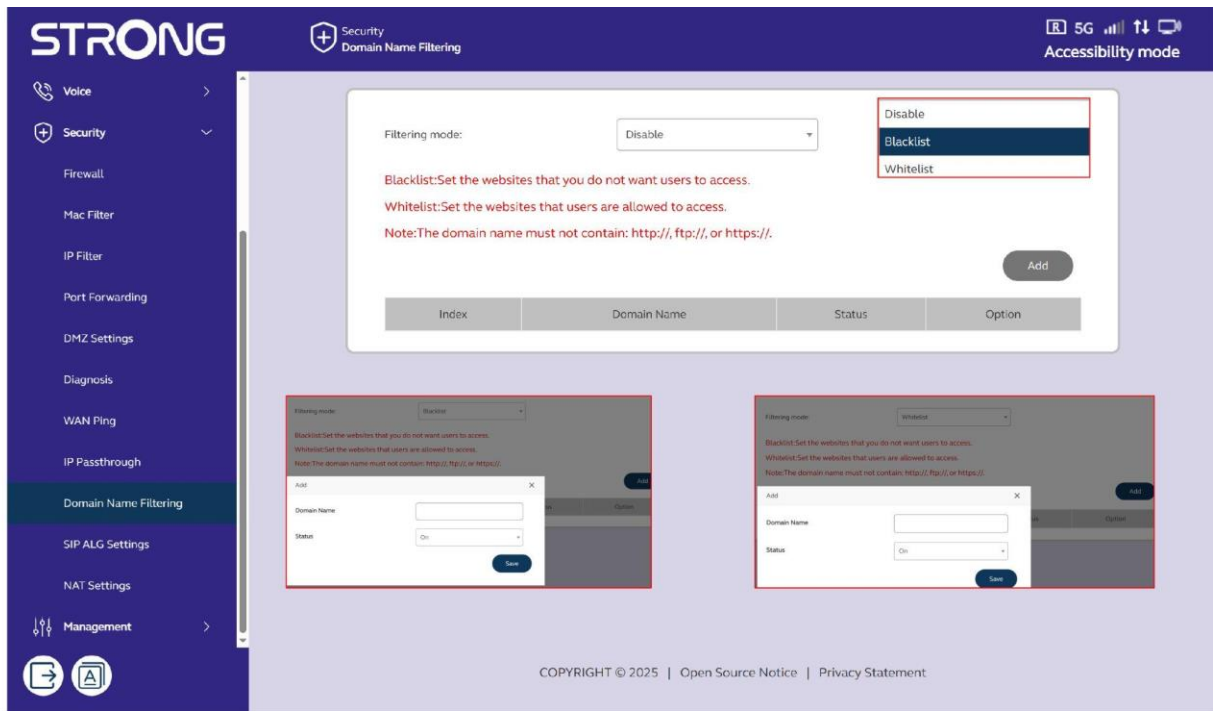 STRONG
Security
Domain Name Filtering
R 5G
Accessibility mode
Voice
Security
Firewall
Mac Filter
IP Filter
Port Forwarding
DMZ Settings
Diagnosis
WAN Ping
IP Passthrough
Domain Name Filtering
SIP ALG Settings
NAT Settings
Management
A
Filtering mode:
Disable
Disable
Blacklist
Whitelist
Blacklist:Set the websites that you do not want users to access.
Whitelist:Set the websites that users are allowed to access.
Note:The domain name must not contain: http://, ftp://, or https://.
Add
Index Domain Name Status Option
Filtering mode: Blacklist
Blacklist:Set the websites that you do not want users to access.
Whitelist:Set the websites that users are allowed to access.
Note:The domain name must not contain: http://, ftp://, or https://.
Add
Add
Option
Domain Name
Status On
Save
Filtering mode: Whitelist
Blacklist:Set the websites that you do not want users to access.
Whitelist:Set the websites that users are allowed to access.
Note:The domain name must not contain: http://, ftp://, or https://.
Add
Add
Option
Domain Name
Status On
Save
COPYRIGHT © 2025 | Open Source Notice | Privacy Statement